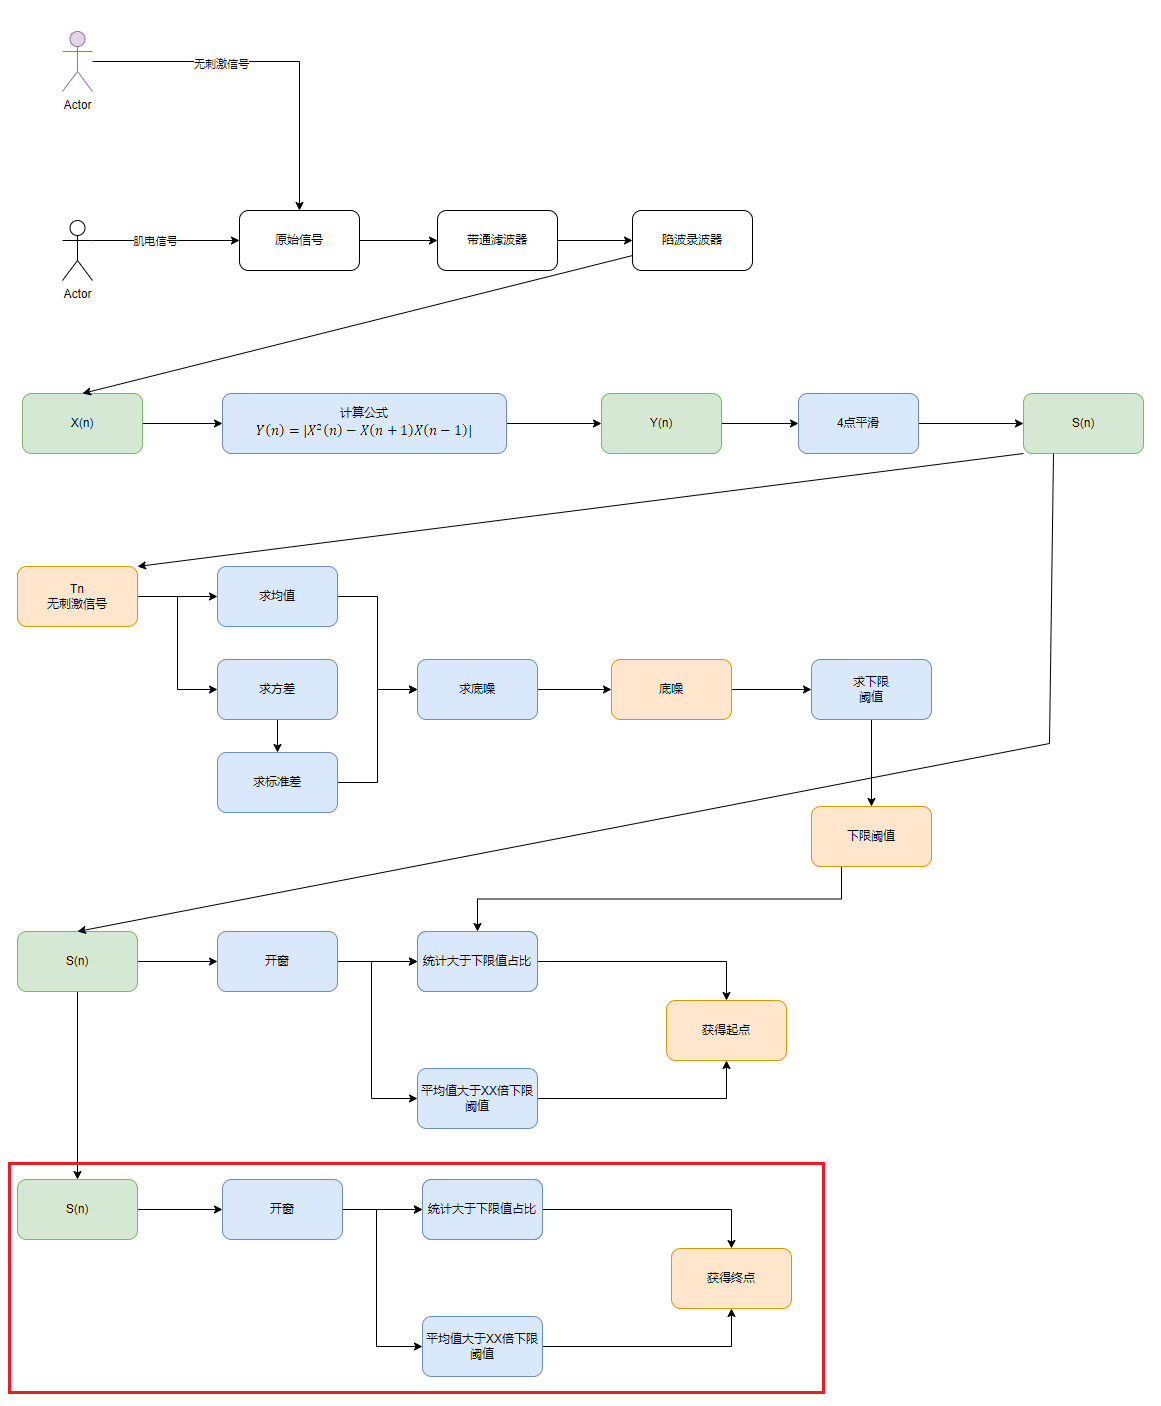 无刺激信号
Actor
肌电信号
原始信号
带通滤波器
陷波录波器
Actor
X(n)
计算公式
Y(n) = |X²(n) − X(n + 1)X(n − 1)|
Y(n)
4点平滑
S(n)
Tn
无刺激信号
求均值
求方差
求底噪
底噪
求下限
阈值
求标准差
下限阈值
S(n)
开窗
统计大于下限值占比
获得起点
平均值大于XX倍下限
阈值
S(n)
开窗
统计大于下限值占比
获得终点
平均值大于XX倍下限
阈值